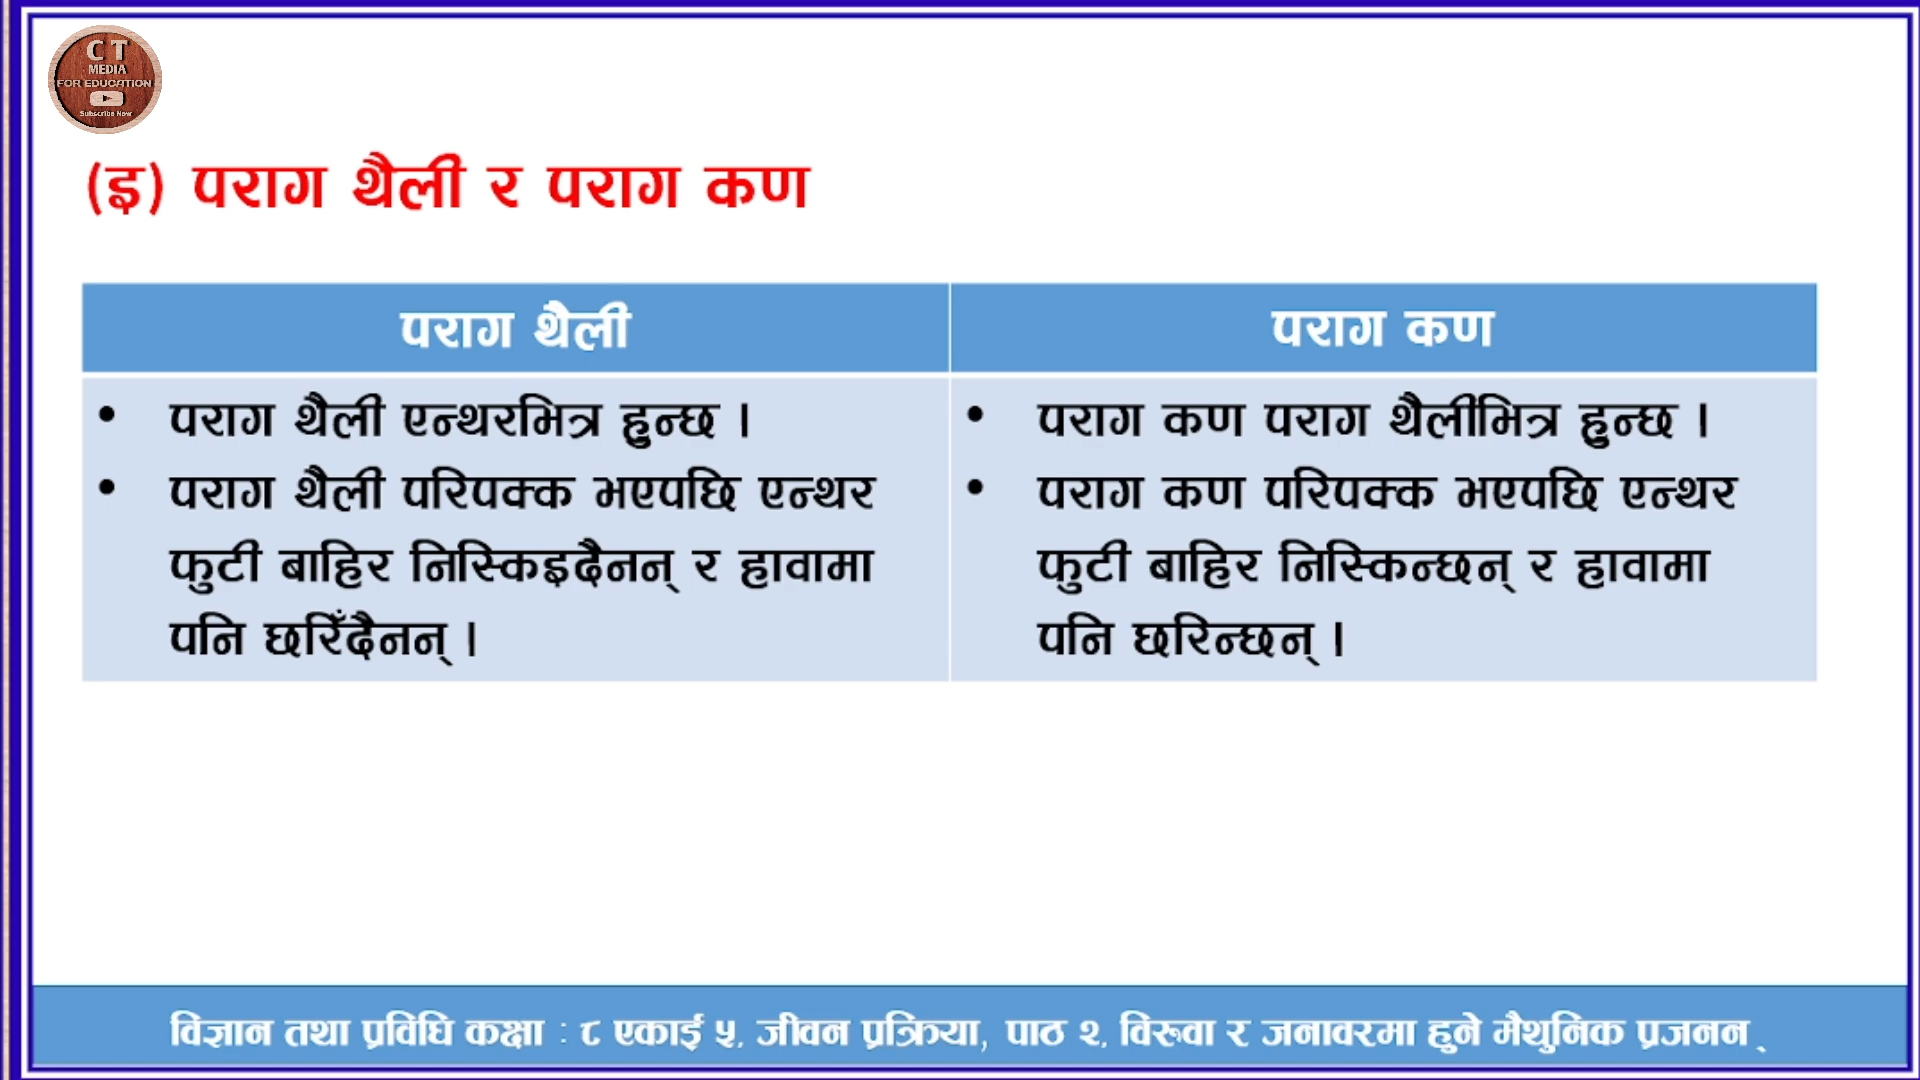 C T
MEDIA
FOR EDUCATION
Subscribe Now
(इ) पराग थैली र पराग कण
पराग थैली
पराग कण
• पराग थैली एन्थरभित्र हुन्छ ।
• पराग थैली परिपक्क भएपछि एन्थर
फुटी बाहिर निस्किइदैनन् र हावामा
पनि छरिँदैनन् ।
• पराग कण पराग थैलीभित्र हुन्छ ।
• पराग कण परिपक्क भएपछि एन्थर
फुटी बाहिर निस्किन्छन् र हावामा
पनि छरिन्छन् ।
विज्ञान तथा प्रविधि कक्षा : ८ एकाई ५, जीवन प्रक्रिया, पाठ २. विरूवा र जनावरमा हुने मैथुनिक प्रजनन्